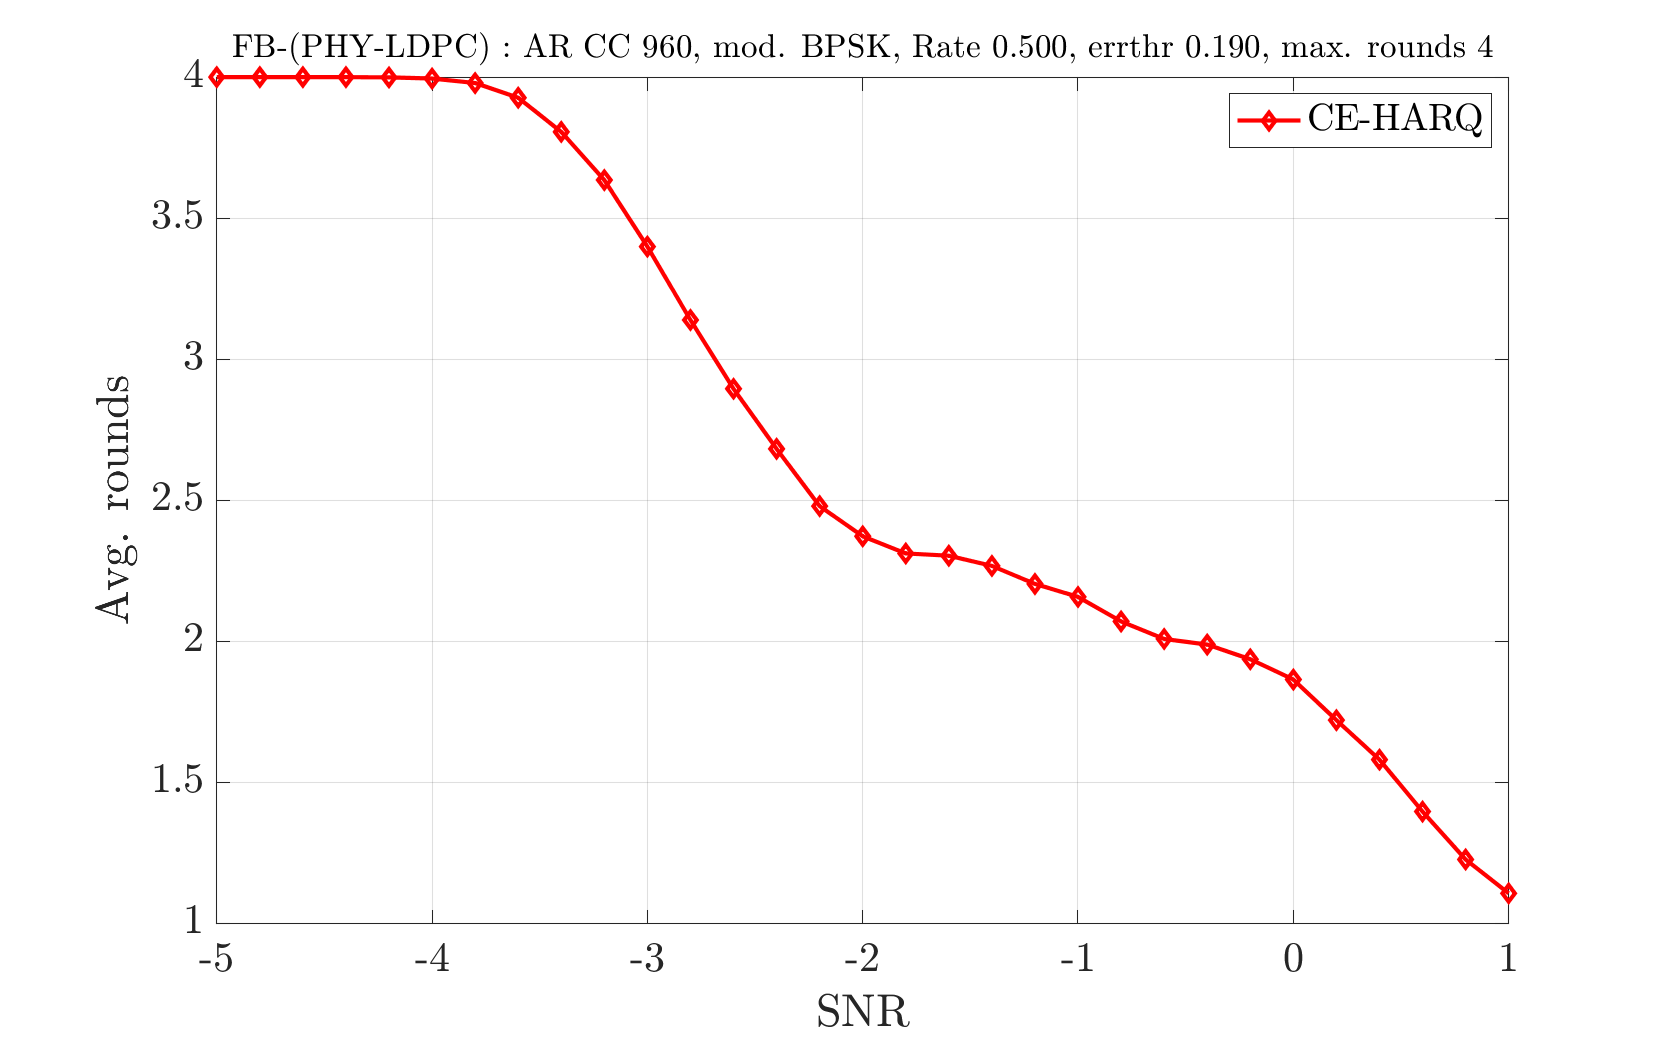 FB-(PHY-LDPC) : AR CC 960, mod. BPSK, Rate 0.500, errthr 0.190, max. rounds 4
CE-HARQ
4
3.5
3
2.5
2
1.5
1
Avg. rounds
-5 -4 -3 -2 -1 0 1
SNR